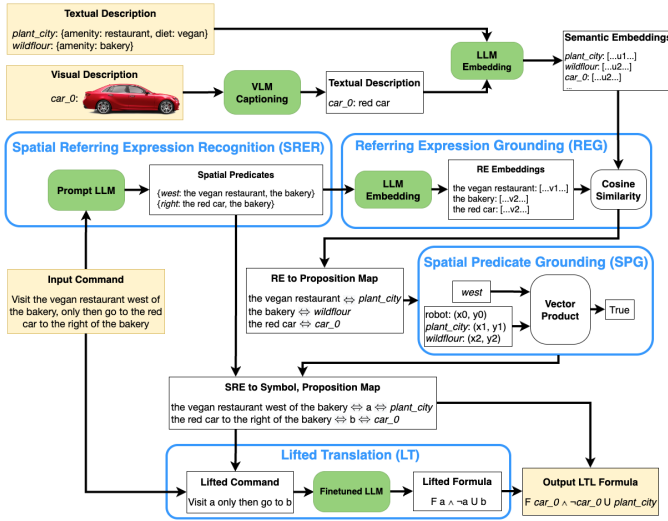 Textual Description
plant_city: {amenity: restaurant, diet: vegan}
wildflour: {amenity: bakery}
Visual Description
car_0:
VLM
Captioning
Textual Description
car_0: red car
LLM
Embedding
Semantic Embeddings
plant_city: [...u1...]
wildflour: [...u2...]
car_0: [...u2...]
...
Spatial Referring Expression Recognition (SRER)
Prompt LLM
Spatial Predicates
{west: the vegan restaurant, the bakery}
{right: the red car, the bakery}
Referring Expression Grounding (REG)
LLM
Embedding
RE Embeddings
the vegan restaurant: [...v1...]
the bakery: [...v2...]
the red car: [...v2...]
Cosine
Similarity
Input Command
Visit the vegan restaurant west of
the bakery, only then go to the red
car to the right of the bakery
RE to Proposition Map
the vegan restaurant ⇔ plant_city
the bakery ⇔ wildflour
the red car ⇔ car_0
Spatial Predicate Grounding (SPG)
west
robot: (x0, y0)
plant_city: (x1, y1)
wildflour: (x2, y2)
Vector
Product
True
SRE to Symbol, Proposition Map
the vegan restaurant west of the bakery ⇔ a ⇔ plant_city
the red car to the right of the bakery ⇔ b ⇔ car_0
Lifted Translation (LT)
Lifted Command
Visit a only then go to b
Finetuned LLM
Lifted Formula
F a ∧ ¬a U b
Output LTL Formula
F car_0 ∧ ¬car_0 U plant_city